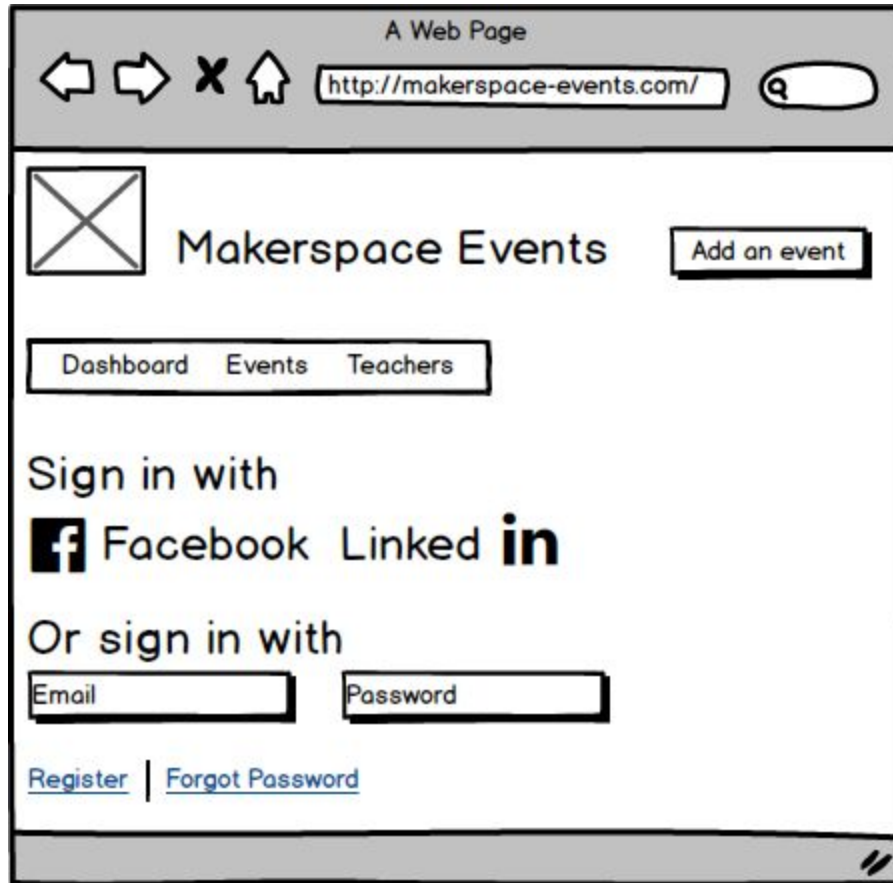 A Web Page
http://makerspace-events.com/
Makerspace Events
Add an event
Dashboard Events Teachers
Sign in with
f Facebook Linked in
Or sign in with
Email Password
Register | Forgot Password